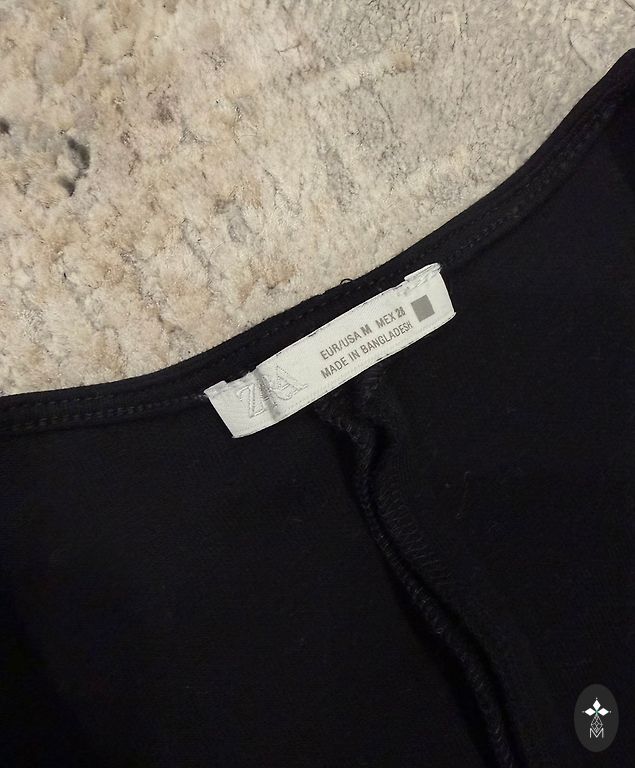 ZARA
EUR/USA M MEX 28
MADE IN BANGLADESH
M